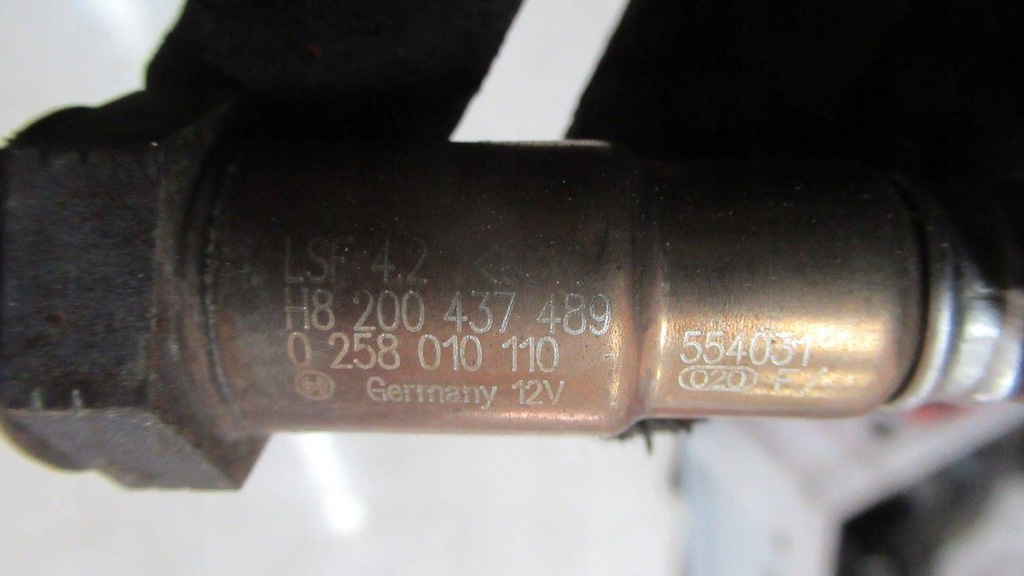 LSF 4.2
H8 200 437 489
0 258 010 110
Germany 12V
554031
020